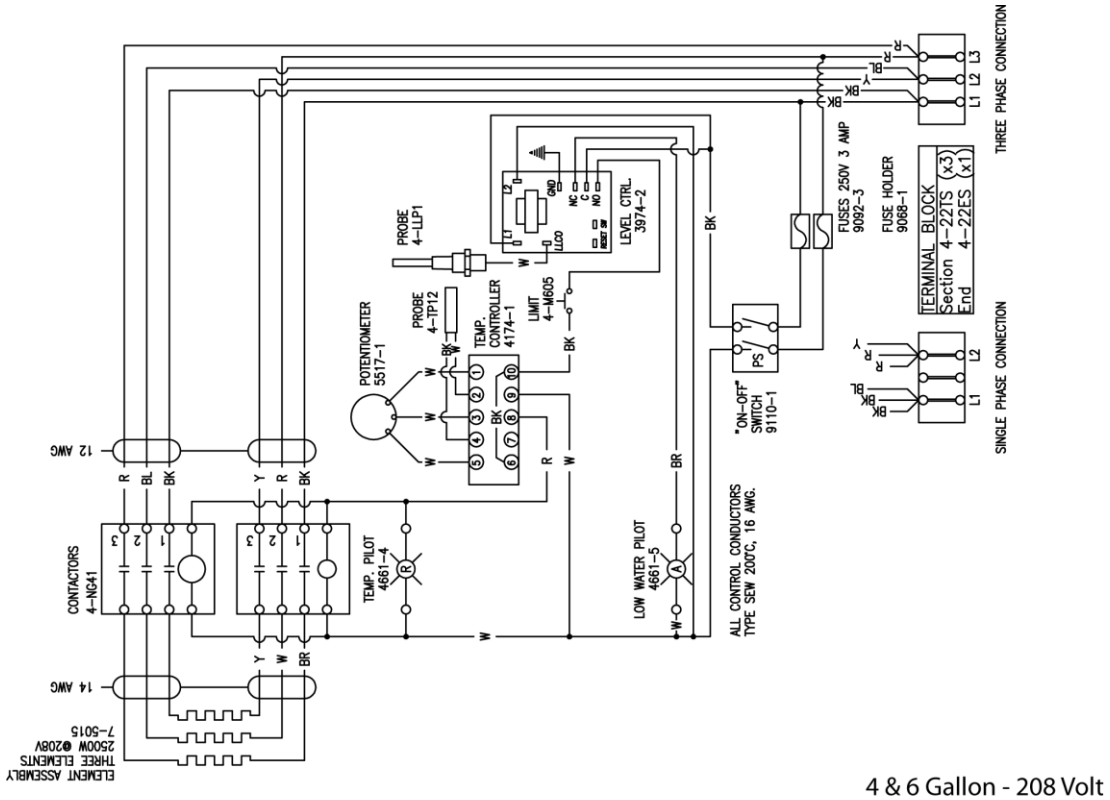 R
R
BL
Y
BK
BK
L3
L2
L1
THREE PHASE CONNECTION
FUSES 250V 3 AMP
9092-3
FUSE HOLDER
9068-1
TERMINAL BLOCK
Section 4-22TS (x3)
End 4-22ES (x1)
PROBE
4-LLP1
L1
L2
GND
NC
C
NO
LLCO
RESET SW
LEVEL CTRL.
3974-2
W
BK
PROBE
4-TP12
BK
W
TEMP.
CONTROLLER
4174-1
LIMIT
4-M605
BK
POTENTIOMETER
5517-1
W
W
W
1
2
3
4
5
10
9
8
7
6
BK
R
W
PS
"ON-OFF"
SWITCH
9110-1
Y
R
R
BL
BK
BK
L2
L1
SINGLE PHASE CONNECTION
12 AWG
R
BL
BK
Y
R
BK
CONTACTORS
4-NG41
3
2
1
3
2
1
TEMP. PILOT
4661-4
R
BR
LOW WATER PILOT
4661-5
A
W
ALL CONTROL CONDUCTORS
TYPE SEW 200°C, 16 AWG.
W
Y
W
BR
14 AWG
ELEMENT ASSEMBLY
THREE ELEMENTS
2500W @208V
7-5015
4 & 6 Gallon - 208 Volt